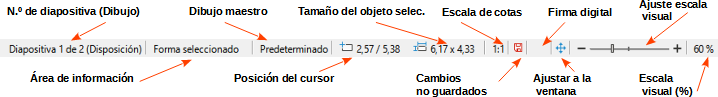 N.º de diapositiva (Dibujo)
Dibujo maestro
Tamaño del objeto selec.
Escala de cotas
Firma digital
Ajuste escala
visual
Diapositiva 1 de 2 (Disposición)
Forma seleccionado
Predeterminado
2,57 / 5,38
6,17 x 4,33
1:1
60 %
Área de información
Posición del cursor
Cambios
no guardados
Ajustar a la
ventana
Escala
visual (%)